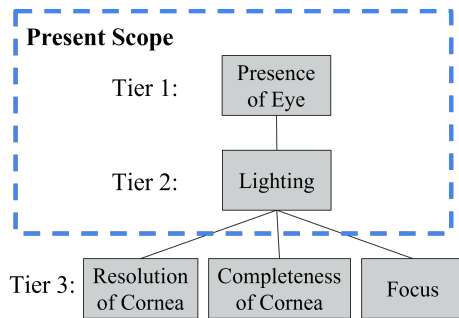 Present Scope
Tier 1:
Presence
of Eye
Tier 2:
Lighting
Tier 3:
Resolution
of Cornea
Completeness
of Cornea
Focus